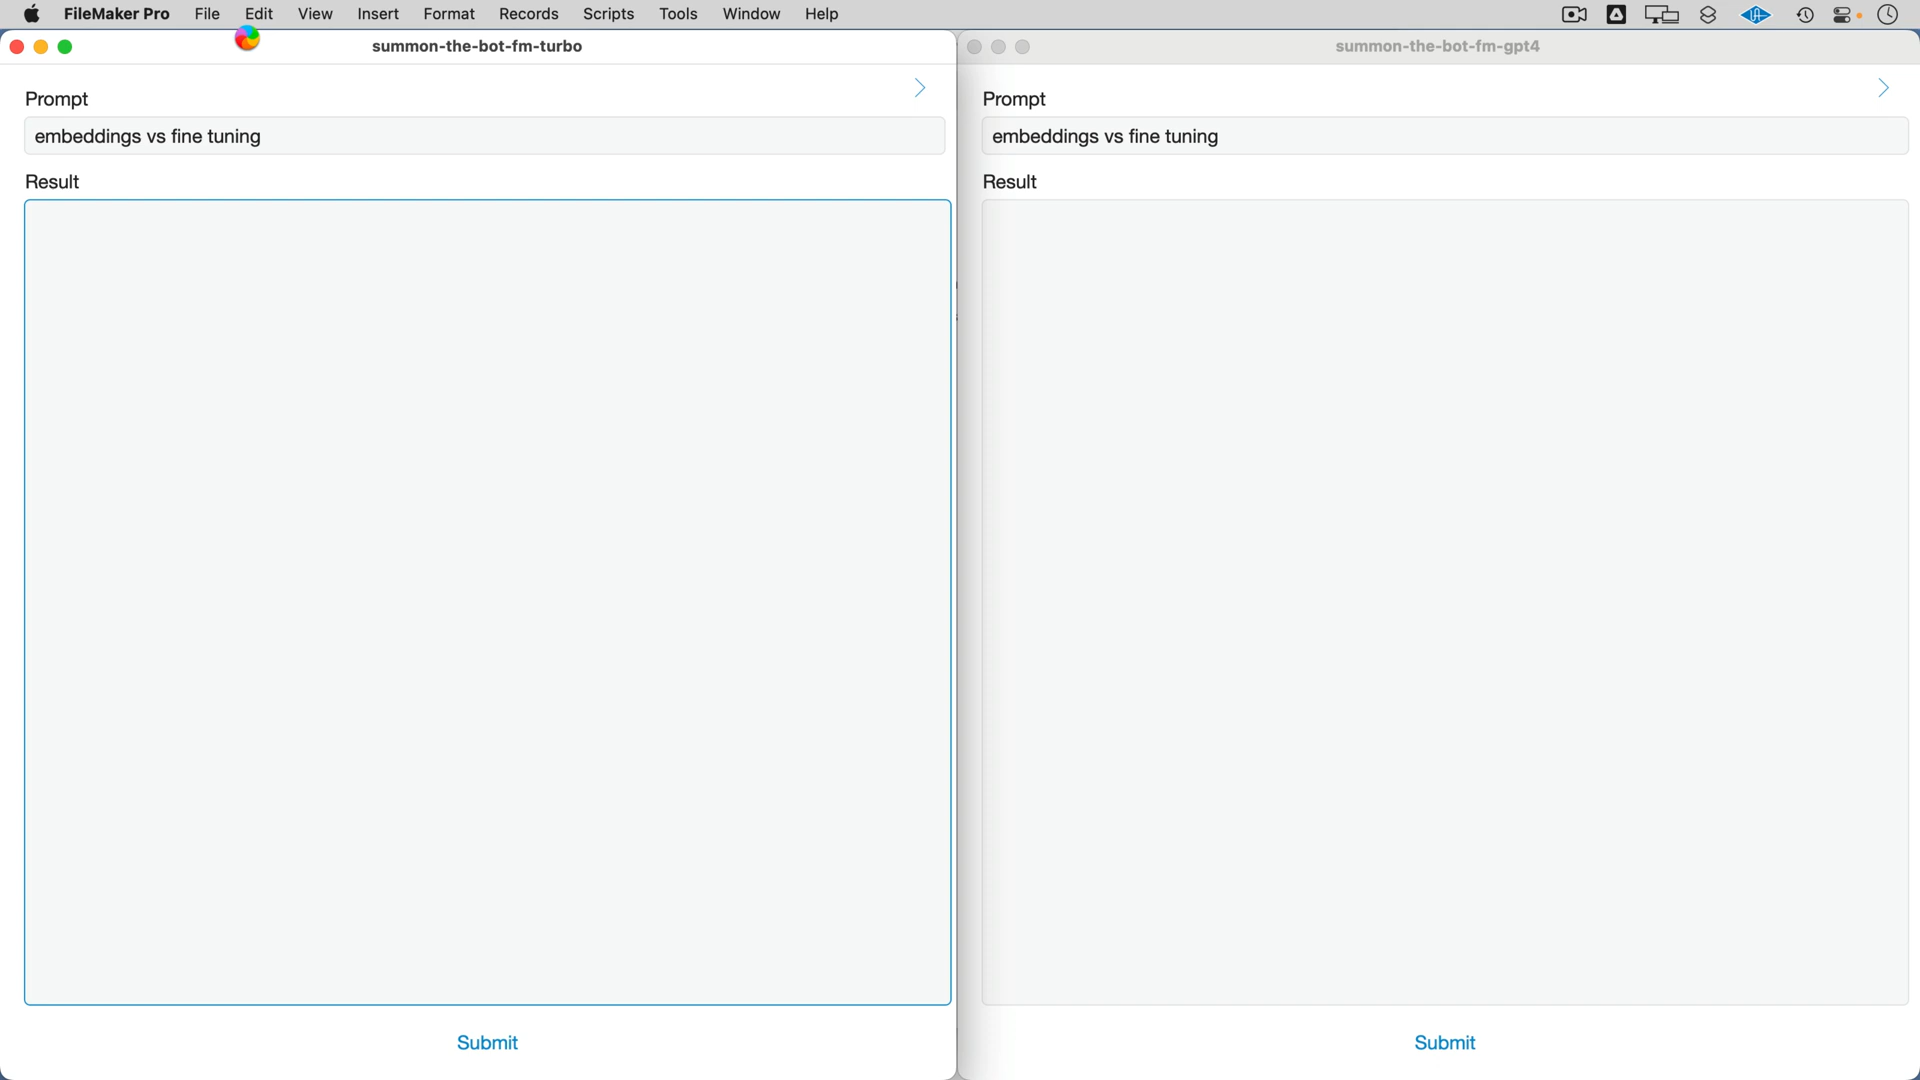 FileMaker Pro File Edit View Insert Format Records Scripts Tools Window Help
summon-the-bot-fm-turbo
Prompt
embeddings vs fine tuning
Result
Submit
summon-the-bot-fm-gpt4
Prompt
embeddings vs fine tuning
Result
Submit